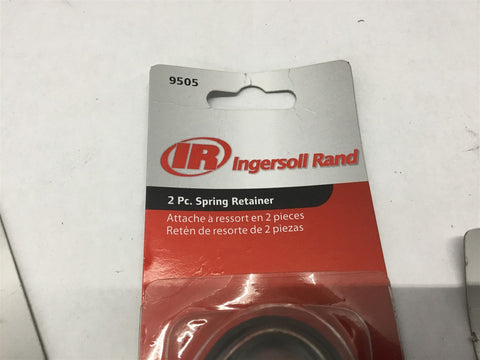 9505
IR Ingersoll Rand
2 Pc. Spring Retainer
Attache à ressort en 2 pieces
Retén de resorte de 2 piezas